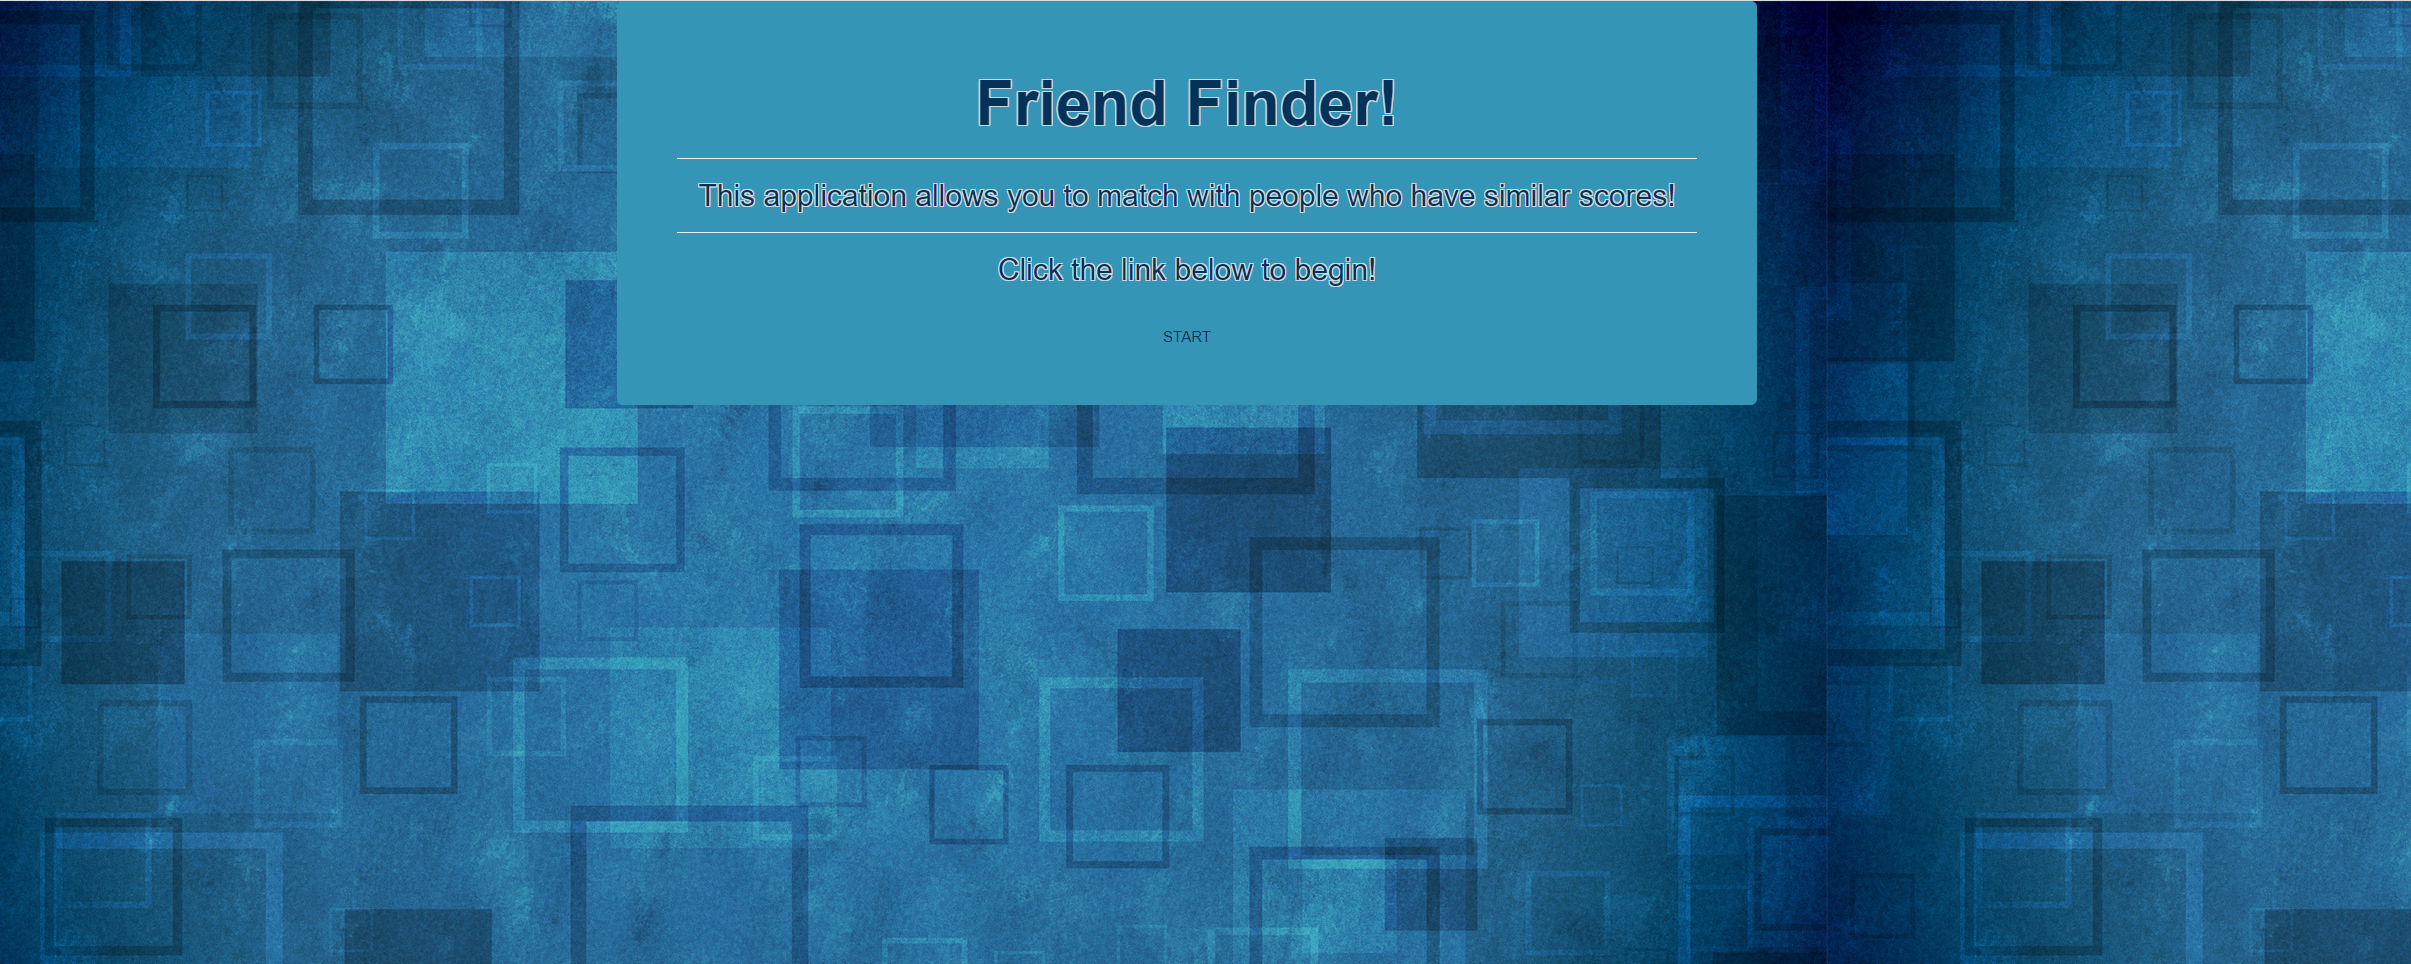 Friend Finder!
This application allows you to match with people who have similar scores!
Click the link below to begin!
START